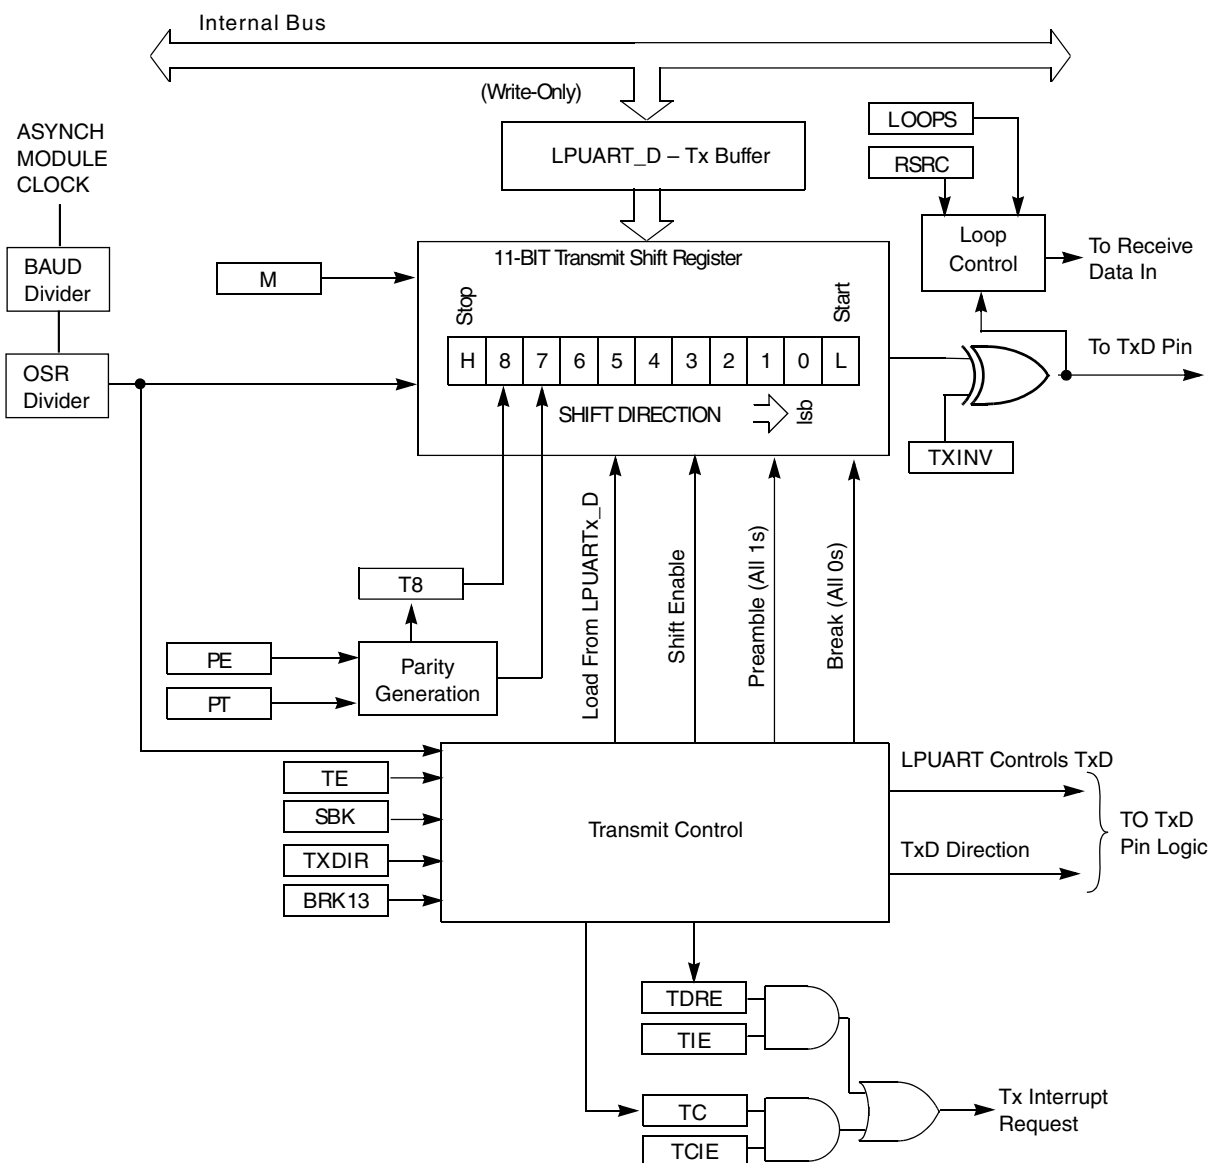 Internal Bus
(Write-Only)
LPUART_D – Tx Buffer
LOOPS
RSRC
ASYNCH
MODULE
CLOCK
BAUD
Divider
OSR
Divider
M
11-BIT Transmit Shift Register
Stop
Start
H 8 7 6 5 4 3 2 1 0 L
SHIFT DIRECTION
lsb
Loop
Control
To Receive
Data In
To TxD Pin
TXINV
T8
PE
PT
Parity
Generation
Load From LPUARTx_D
Shift Enable
Preamble (All 1s)
Break (All 0s)
TE
SBK
TXDIR
BRK13
Transmit Control
LPUART Controls TxD
TxD Direction
TO TxD
Pin Logic
TDRE
TIE
TC
TCIE
Tx Interrupt
Request